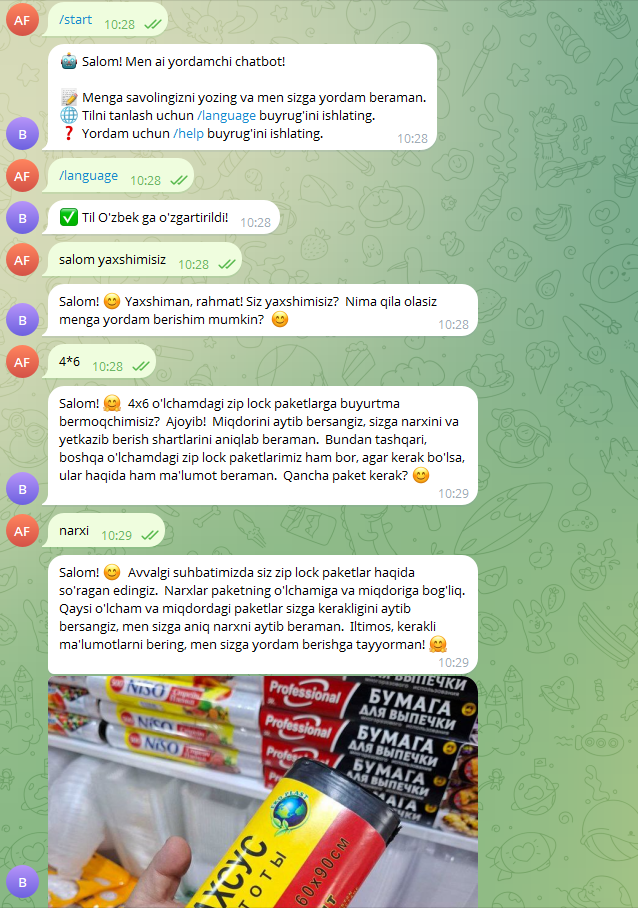 AF
/start 10:28
🤖 Salom! Men ai yordamchi chatbot!
📝 Menga savolingizni yozing va men sizga yordam beraman.
🌐 Tilni tanlash uchun /language buyrug'ini ishlating.
❓ Yordam uchun /help buyrug'ini ishlating.
10:28
B
AF
/language 10:28
B
✅ Til O'zbek ga o'zgartirildi! 10:28
AF
salom yaxshimisiz 10:28
Salom! 😊 Yaxshiman, rahmat! Siz yaxshimisiz? Nima qila olasiz
menga yordam berishim mumkin? 😊
10:28
B
AF
4*6 10:28
Salom! 🤗 4x6 o'lchamdagi zip lock paketlarga buyurtma
bermoqchimisiz? Ajoyib! Miqdorini aytib bersangiz, sizga narxini va
yetkazib berish shartlarini aniqlab beraman. Bundan tashqari,
boshqa o'lchamdagi zip lock paketlarimiz ham bor, agar kerak bo'lsa,
ular haqida ham ma'lumot beraman. Qancha paket kerak? 😊
10:29
B
AF
narxi 10:29
Salom! 😊 Avvalgi suhbatimizda siz zip lock paketlar haqida
so'ragan edingiz. Narxlar paketning o'lchamiga va miqdoriga bog'liq.
Qaysi o'lcham va miqdordagi paketlar sizga kerakligini aytib
bersangiz, men sizga aniq narxni aytib beraman. Iltimos, kerakli
ma'lumotlarni bering, men sizga yordam berishga tayyorman! 🤗
10:29
ВЫПЕЧКИ
NISO
Professional
БУМАГА
ДЛЯ ВЫПЕЧКИ
NISO
Professional
БУМАГА
ДЛЯ ВЫПЕЧКИ
NISO
БУМАГА
ДЛЯ ВЫПЕЧКИ
БУМАГА
ХСУС
ТОТЫ
60x90см
B